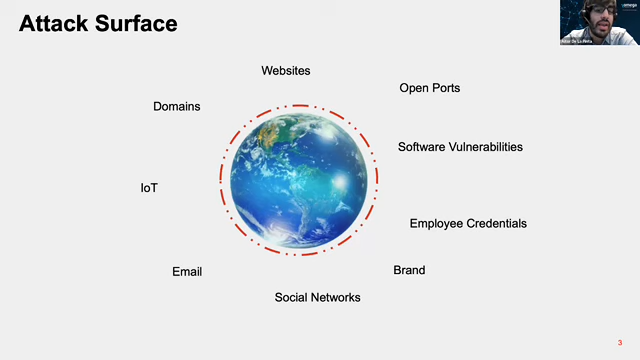 Attack Surface
Websites
Open Ports
Domains
Software Vulnerabilities
IoT
Employee Credentials
Email
Brand
Social Networks
3